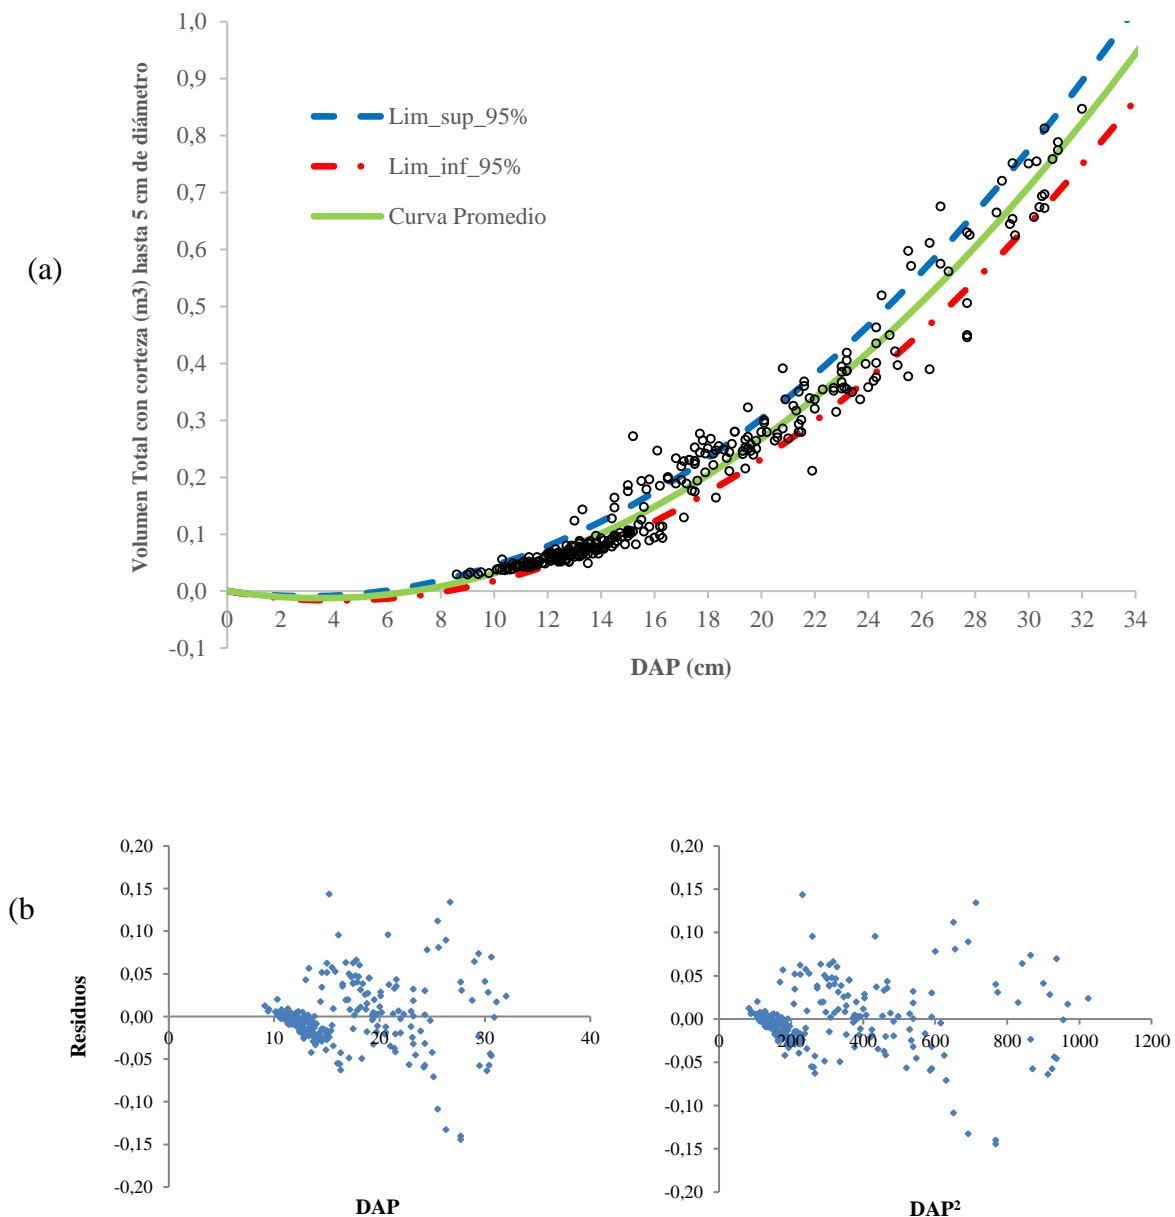 1,0
0,9
0,8
0,7
0,6
0,5
0,4
0,3
0,2
0,1
0,0
-0,1
Volumen Total con corteza (m3) hasta 5 cm de diámetro
Lim_sup_95%
Lim_inf_95%
Curva Promedio
(a)
0 2 4 6 8 10 12 14 16 18 20 22 24 26 28 30 32 34
DAP (cm)
(b
0,20
0,15
0,10
0,05
0,00
-0,05
-0,10
-0,15
-0,20
Residuos
0 10 20 30 40
DAP
0,20
0,15
0,10
0,05
0,00
-0,05
-0,10
-0,15
-0,20
0 200 400 600 800 1000 1200
DAP²